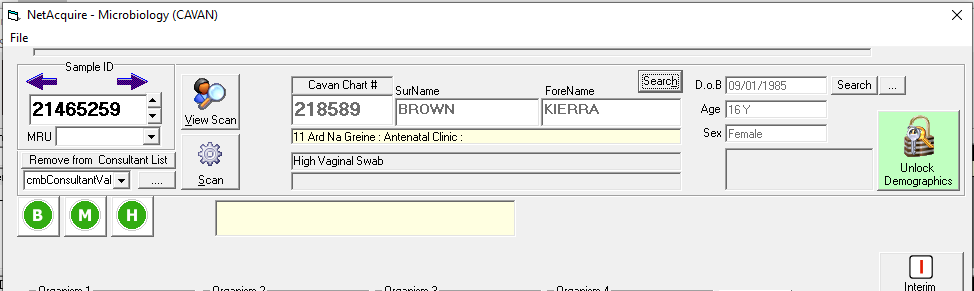 NetAcquire - Microbiology (CAVAN)
File
Sample ID
21465259
MRU
Remove from Consultant List
cmbConsultantVal
....
View Scan
Scan
Cavan Chart #
SurName
ForeName
Search
218589
BROWN
KIERRA
11 Ard Na Greine : Antenatal Clinic :
High Vaginal Swab
D.o.B
09/01/1985
Search
...
Age
16Y
Sex
Female
Unlock
Demographics
B
M
H
I
Interim
Organism 1
Organism 2
Organism 3
Organism 4